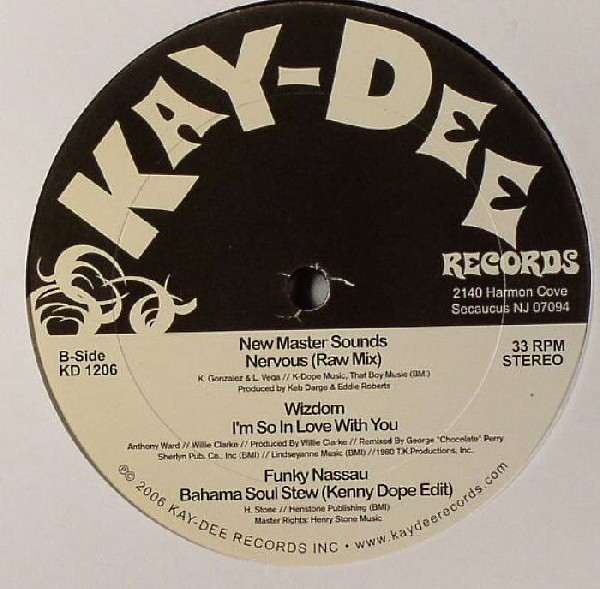 KAY-DEE
RECORDS
2140 Harmon Cove
Socaucus NJ 07094
B-Side
KD 1206
33 RPM
STEREO
New Master Sounds
Nervous (Raw Mix)
K. Gonzalez & L. Vega // K-Dope Music, That Boy Music (BMI)
Produced by Keb Darge & Eddie Roberts
Wizdom
I'm So In Love With You
Anthony Ward // Willie Clarke // Produced By Willie Clarke // Remixed By George "Chocolate" Perry
Sherlyn Pub. Co., Inc (BMI) // Lindseyanne Music (BMI) //1980 T.K.Productions, Inc.
Funky Nassau
Bahama Soul Stew (Kenny Dope Edit)
H. Stone // Henstone Publishing (BMI)
Master Rights: Henry Stone Music
℗© 2006 KAY-DEE RECORDS INC • www.kaydeerecords.com